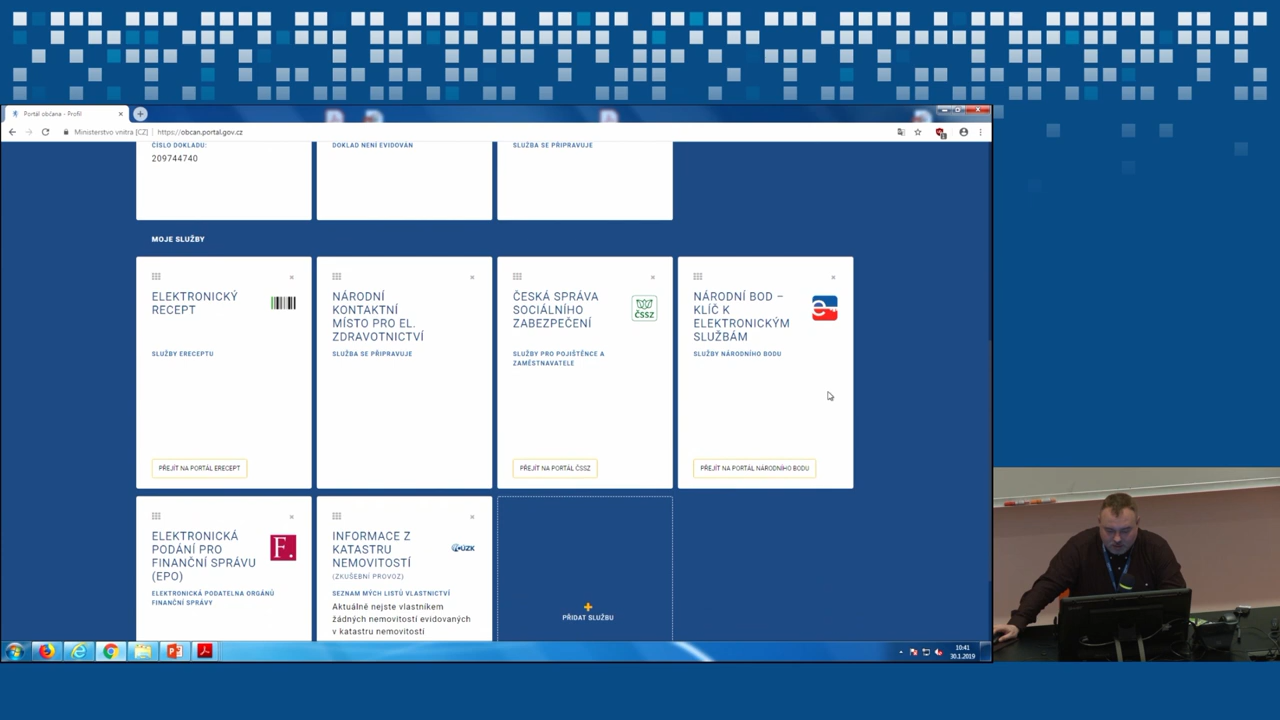 Portál občana - Profil
Ministerstvo vnitra [CZ] | https://obcan.portal.gov.cz
ČÍSLO DOKLADU:
209744740
DOKLAD NENÍ EVIDOVÁN
SLUŽBA SE PŘIPRAVUJE
MOJE SLUŽBY
ELEKTRONICKÝ
RECEPT
SLUŽBY ERECEPTU
PŘEJÍT NA PORTÁL ERECEPT
NÁRODNÍ
KONTAKTNÍ
MÍSTO PRO EL.
ZDRAVOTNICTVÍ
SLUŽBA SE PŘIPRAVUJE
ČESKÁ SPRÁVA
SOCIÁLNÍHO
ZABEZPEČENÍ
ČSSZ
SLUŽBY PRO POJIŠTĚNCE A
ZAMĚSTNAVATELE
PŘEJÍT NA PORTÁL ČSSZ
NÁRODNÍ BOD –
KLÍČ K
ELEKTRONICKÝM
SLUŽBÁM
e
SLUŽBY NÁRODNÍHO BODU
PŘEJÍT NA PORTÁL NÁRODNÍHO BODU
ELEKTRONICKÁ
PODÁNÍ PRO
FINANČNÍ SPRÁVU
(EPO)
F.
ELEKTRONICKÁ PODATELNA ORGÁNŮ
FINANČNÍ SPRÁVY
INFORMACE Z
KATASTRU
NEMOVITOSTÍ
(ZKUŠEBNÍ PROVOZ)
ČÚZK
SEZNAM MÝCH LISTŮ VLASTNICTVÍ
Aktuálně nejste vlastníkem
žádných nemovitostí evidovaných
v katastru nemovitostí
PŘIDAT SLUŽBU
10:41
30.1.2019